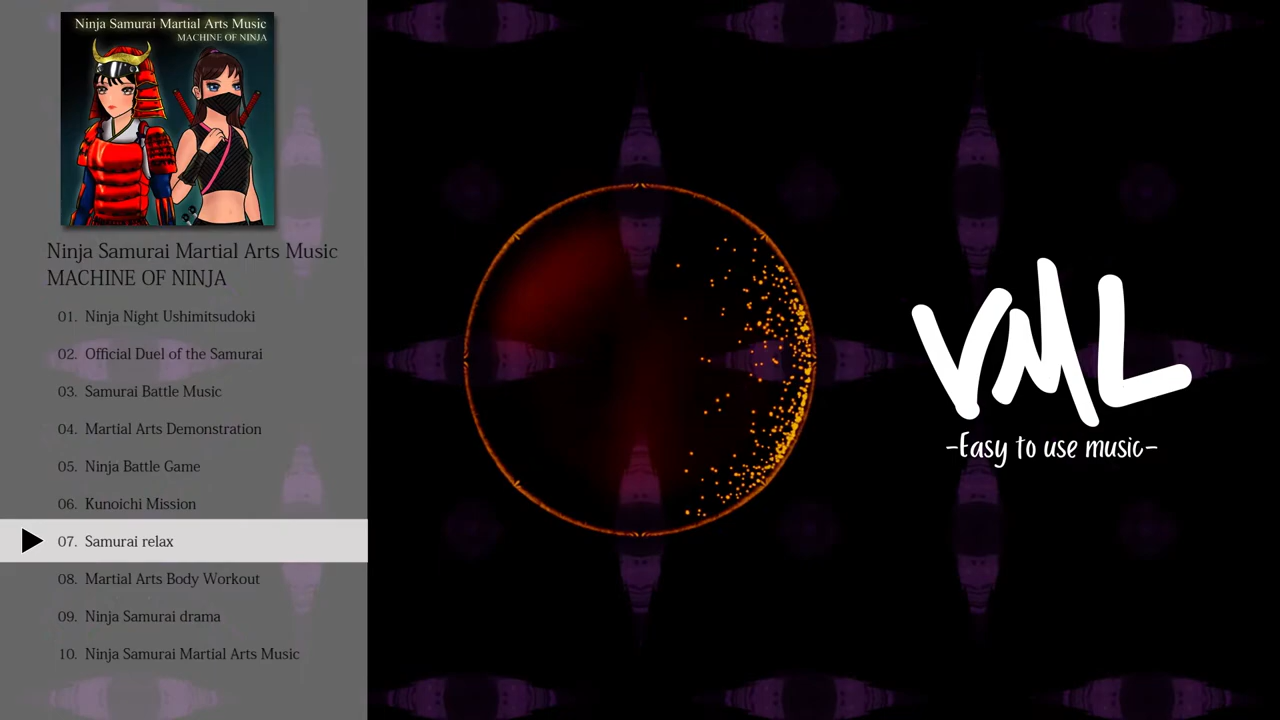 Ninja Samurai Martial Arts Music
MACHINE OF NINJA
Ninja Samurai Martial Arts Music
MACHINE OF NINJA
01. Ninja Night Ushimitsudoki
02. Official Duel of the Samurai
03. Samurai Battle Music
04. Martial Arts Demonstration
05. Ninja Battle Game
06. Kunoichi Mission
07. Samurai relax
08. Martial Arts Body Workout
09. Ninja Samurai drama
10. Ninja Samurai Martial Arts Music
VML
-Easy to use music-